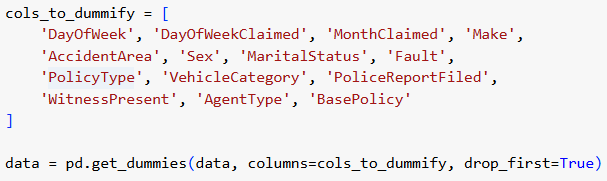 cols_to_dummify = [
    'DayOfWeek', 'DayOfWeekClaimed', 'MonthClaimed', 'Make',
    'AccidentArea', 'Sex', 'MaritalStatus', 'Fault',
    'PolicyType', 'VehicleCategory', 'PoliceReportFiled',
    'WitnessPresent', 'AgentType', 'BasePolicy'
]
data = pd.get_dummies(data, columns=cols_to_dummify, drop_first=True)